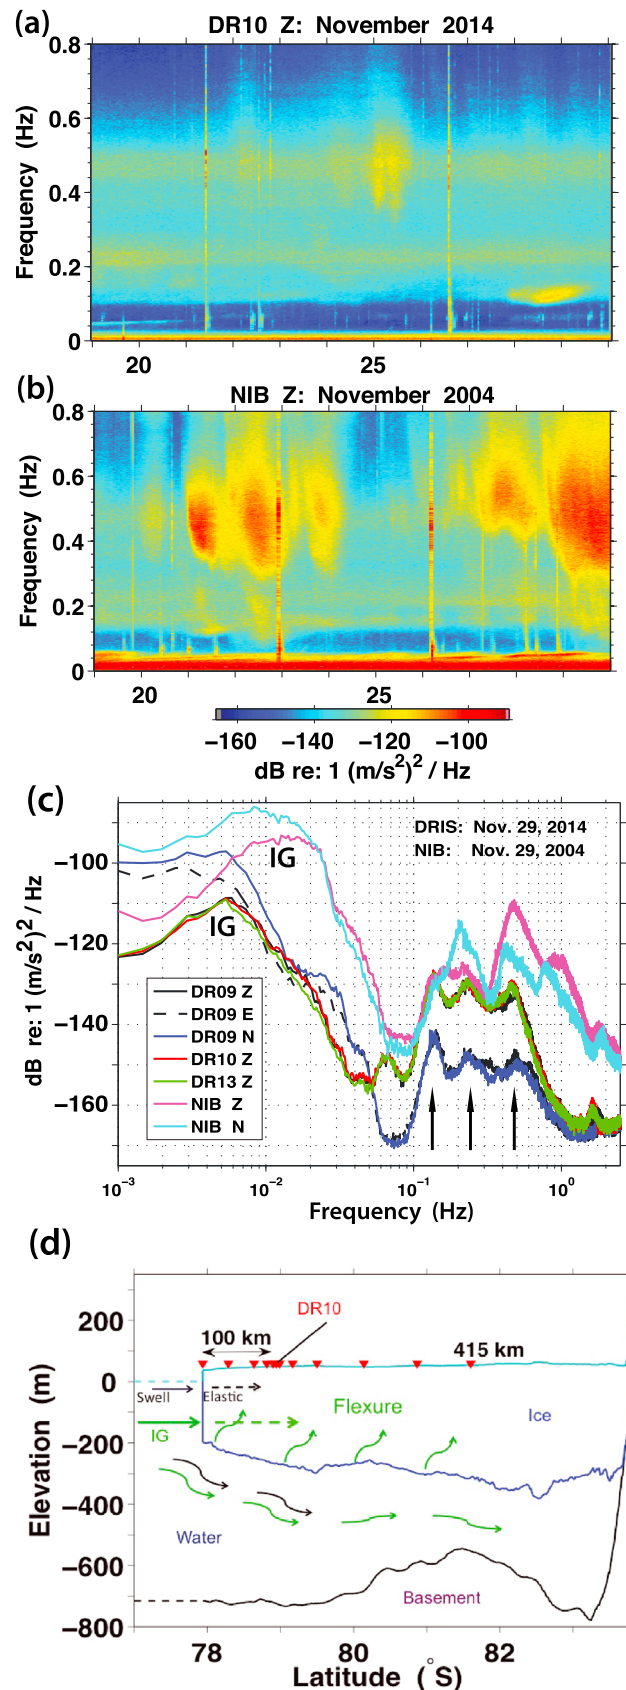 (a)
DR10 Z: November 2014
Frequency (Hz)
0.8
0.6
0.4
0.2
0
20 25
(b)
NIB Z: November 2004
Frequency (Hz)
0.8
0.6
0.4
0.2
0
20 25
−160 −140 −120 −100
dB re: 1 (m/s²)² / Hz
(c)
DRIS: Nov. 29, 2014
NIB: Nov. 29, 2004
dB re: 1 (m/s²)² / Hz
−100
−120
−140
−160
IG
IG
DR09 Z
DR09 E
DR09 N
DR10 Z
DR13 Z
NIB Z
NIB N
10⁻³ 10⁻² 10⁻¹ 10⁰
Frequency (Hz)
(d)
DR10
100 km
415 km
Elevation (m)
200
0
−200
−400
−600
−800
Swell
Elastic
IG
Flexure
Ice
Water
Basement
78 80 82
Latitude (°S)